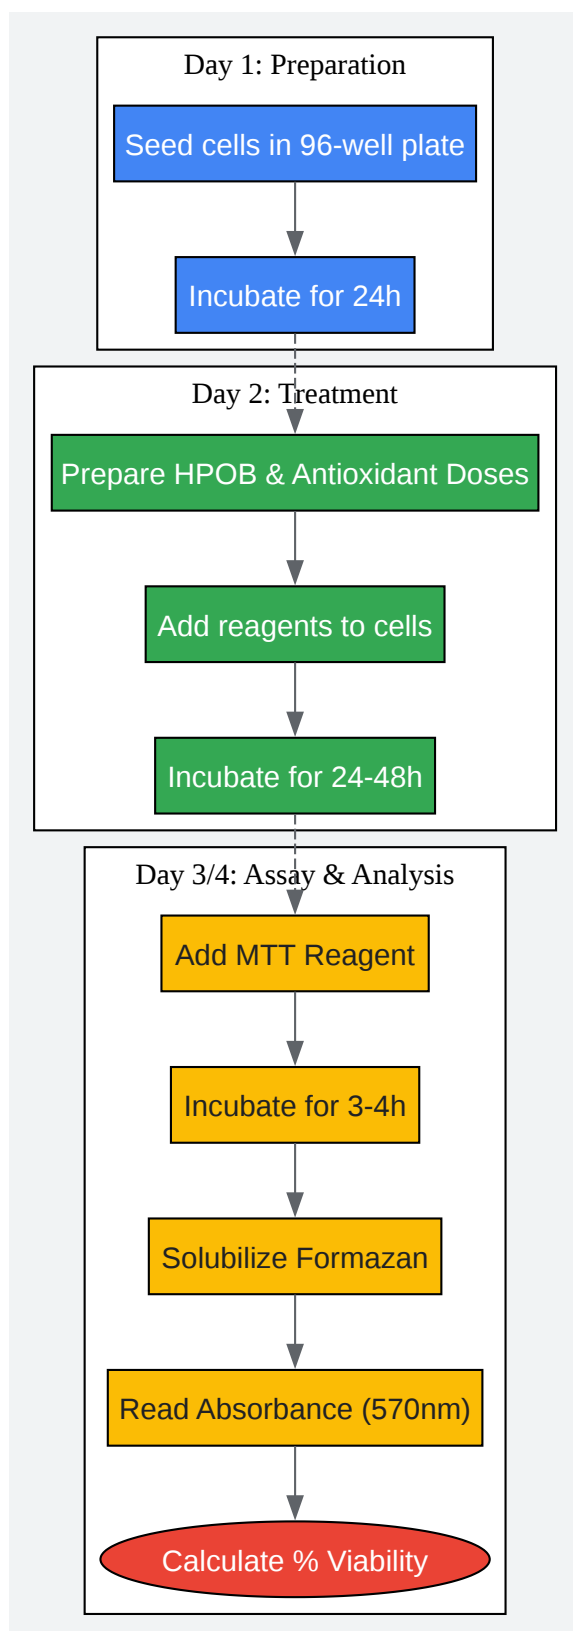 Day 1: Preparation
Seed cells in 96-well plate
Incubate for 24h
Day 2: Treatment
Prepare HPOB & Antioxidant Doses
Add reagents to cells
Incubate for 24-48h
Day 3/4: Assay & Analysis
Add MTT Reagent
Incubate for 3-4h
Solubilize Formazan
Read Absorbance (570nm)
Calculate % Viability